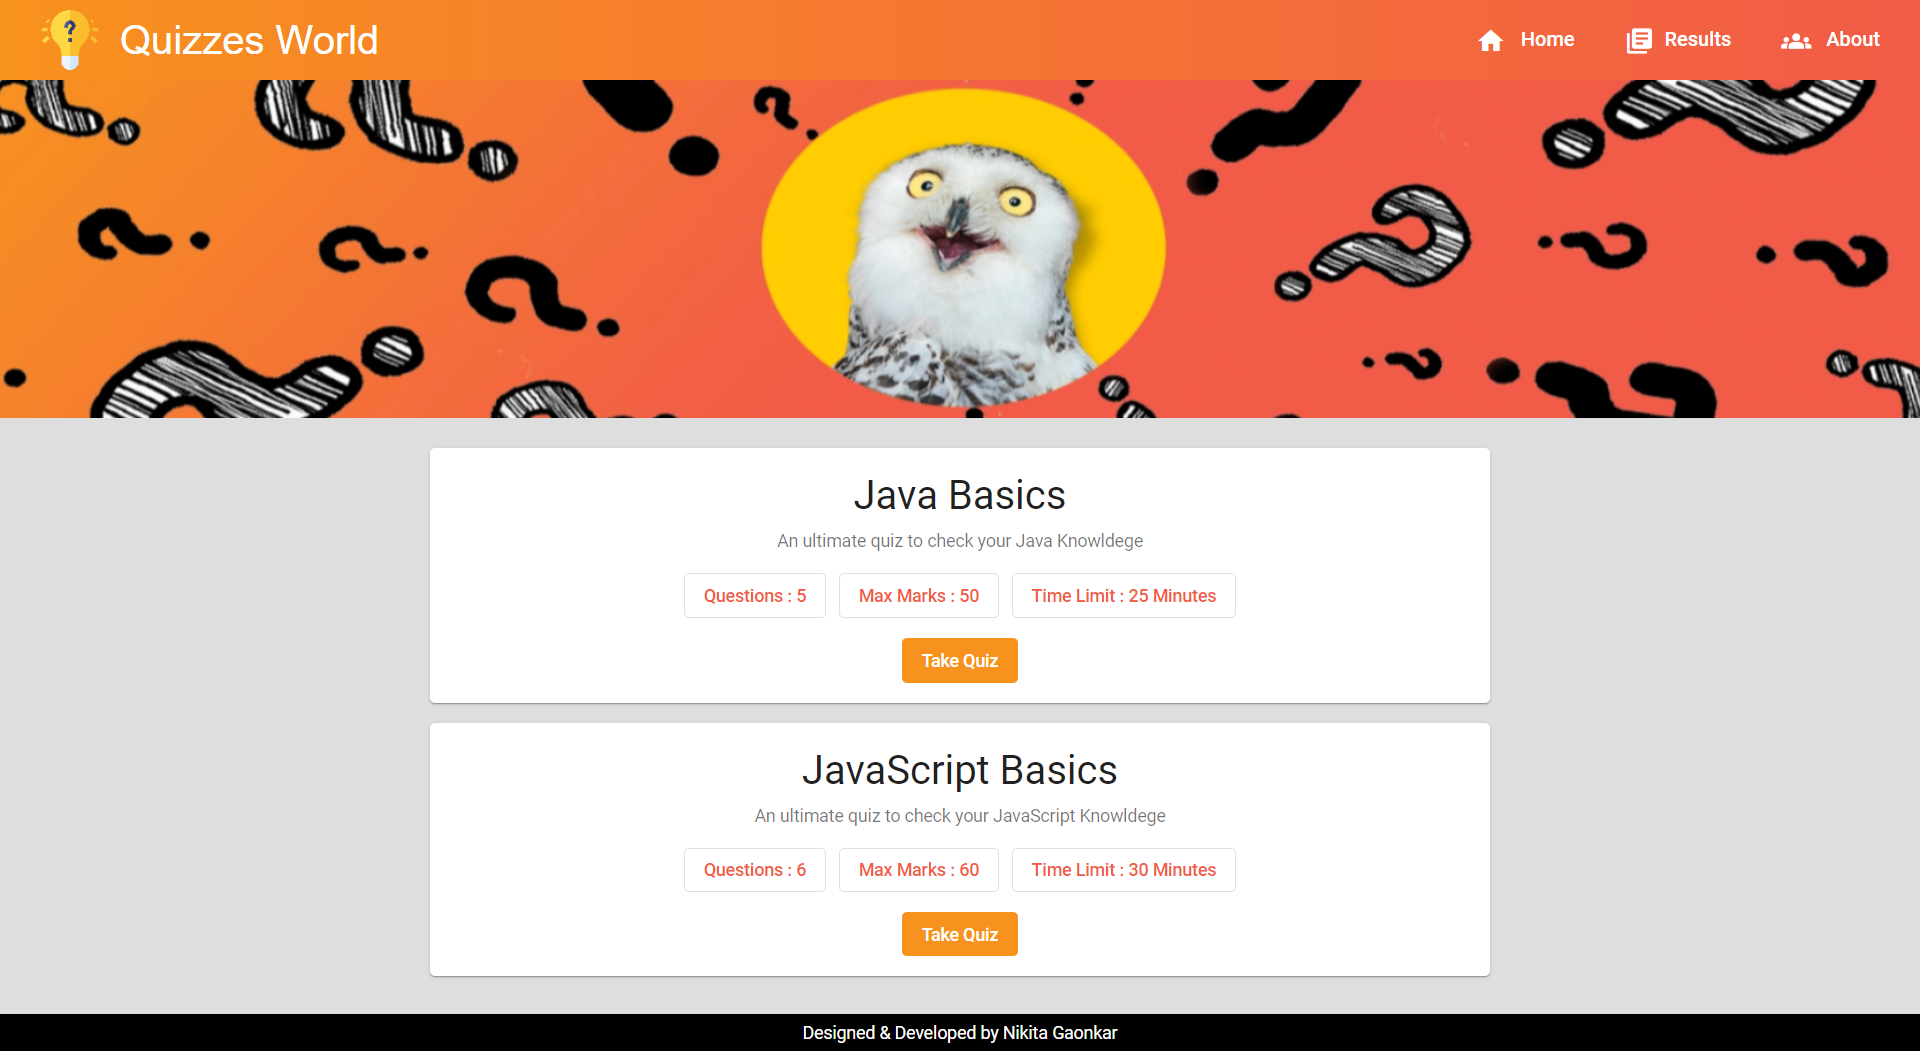 Quizzes World
Home
Results
About
Java Basics
An ultimate quiz to check your Java Knowldege
Questions : 5
Max Marks : 50
Time Limit : 25 Minutes
Take Quiz
JavaScript Basics
An ultimate quiz to check your JavaScript Knowldege
Questions : 6
Max Marks : 60
Time Limit : 30 Minutes
Take Quiz
Designed & Developed by Nikita Gaonkar